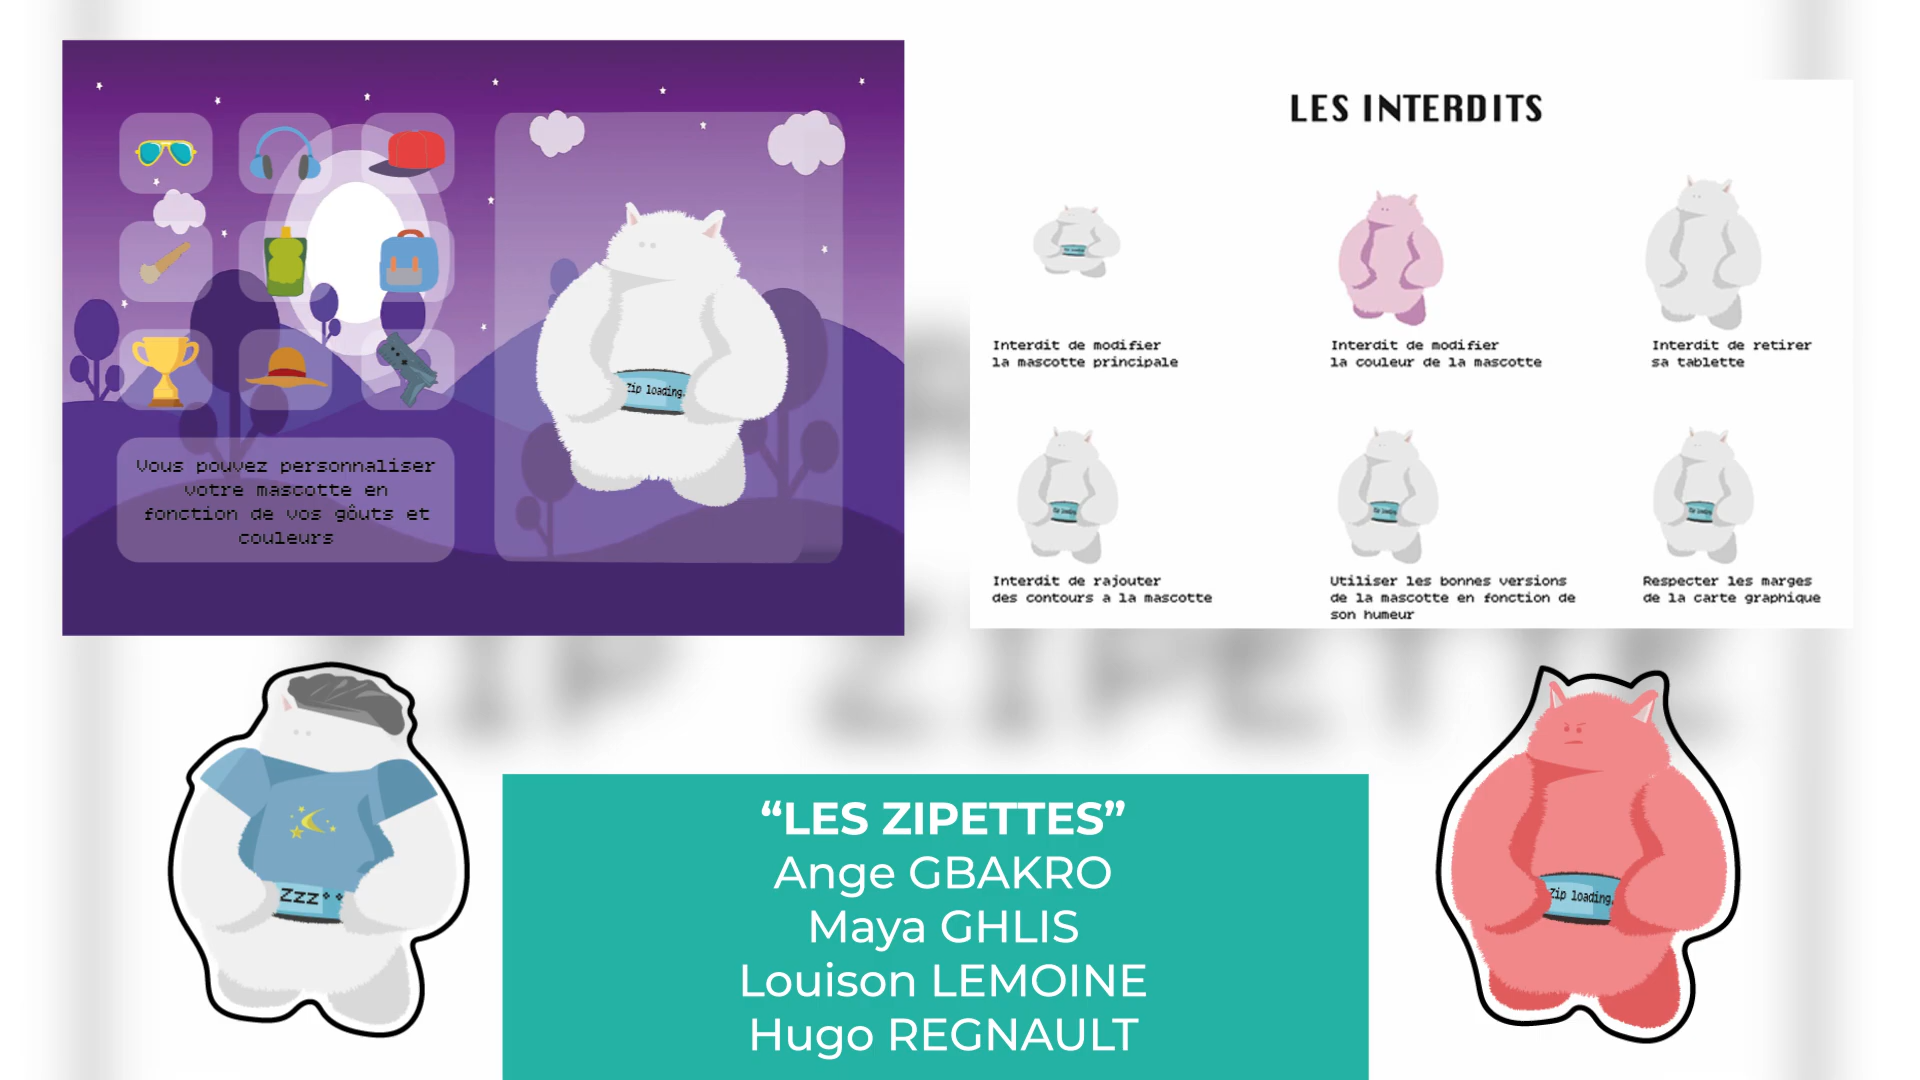 Vous pouvez personnaliser
votre mascotte en
fonction de vos gôuts et
couleurs
Zip loading.
LES INTERDITS
Interdit de modifier
la mascotte principale
Interdit de modifier
la couleur de la mascotte
Interdit de retirer
sa tablette
Interdit de rajouter
des contours a la mascotte
Utiliser les bonnes versions
de la mascotte en fonction de
son humeur
Respecter les marges
de la carte graphique
ZIP ZIPETTE
Zzz
Zip loading.
“LES ZIPETTES”
Ange GBAKRO
Maya GHLIS
Louison LEMOINE
Hugo REGNAULT